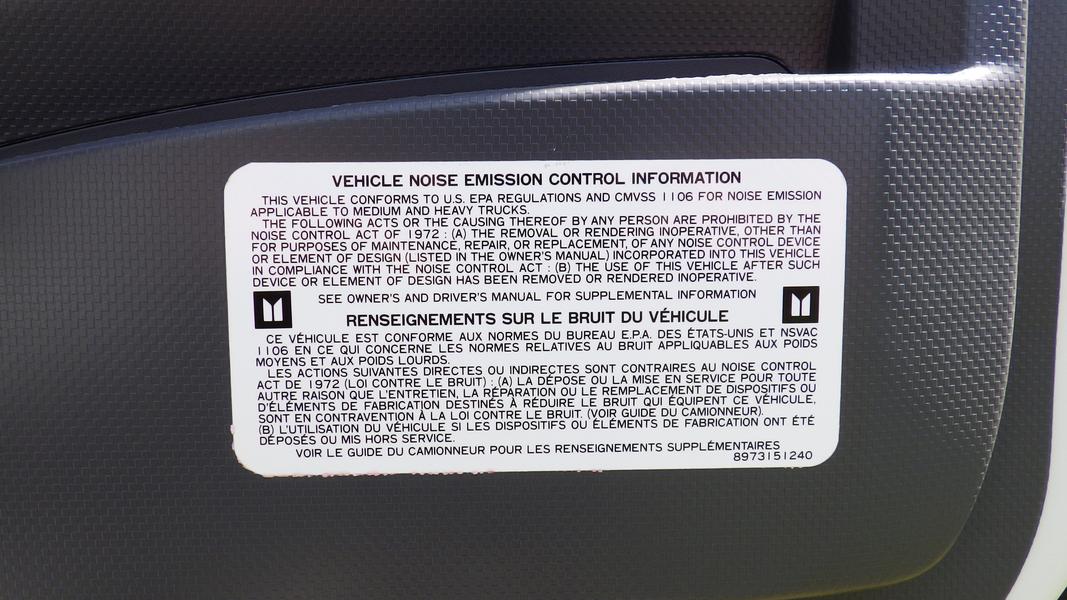 VEHICLE NOISE EMISSION CONTROL INFORMATION
THIS VEHICLE CONFORMS TO U.S. EPA REGULATIONS AND CMVSS 1106 FOR NOISE EMISSION
APPLICABLE TO MEDIUM AND HEAVY TRUCKS.
THE FOLLOWING ACTS OR THE CAUSING THEREOF BY ANY PERSON ARE PROHIBITED BY THE
NOISE CONTROL ACT OF 1972 : (A) THE REMOVAL OR RENDERING INOPERATIVE, OTHER THAN
FOR PURPOSES OF MAINTENANCE, REPAIR, OR REPLACEMENT, OF ANY NOISE CONTROL DEVICE
OR ELEMENT OF DESIGN (LISTED IN THE OWNER'S MANUAL) INCORPORATED INTO THIS VEHICLE
IN COMPLIANCE WITH THE NOISE CONTROL ACT : (B) THE USE OF THIS VEHICLE AFTER SUCH
DEVICE OR ELEMENT OF DESIGN HAS BEEN REMOVED OR RENDERED INOPERATIVE.
SEE OWNER'S AND DRIVER'S MANUAL FOR SUPPLEMENTAL INFORMATION
RENSEIGNEMENTS SUR LE BRUIT DU VÉHICULE
CE VÉHICULE EST CONFORME AUX NORMES DU BUREAU E.P.A. DES ÉTATS-UNIS ET NSVAC
1106 EN CE QUI CONCERNE LES NORMES RELATIVES AU BRUIT APPLIQUABLES AUX POIDS
MOYENS ET AUX POIDS LOURDS.
LES ACTIONS SUIVANTES DIRECTES OU INDIRECTES SONT CONTRAIRES AU NOISE CONTROL
ACT DE 1972 (LOI CONTRE LE BRUIT) : (A) LA DÉPOSE OU LA MISE EN SERVICE POUR TOUTE
AUTRE RAISON QUE L'ENTRETIEN, LA RÉPARATION OU LE REMPLACEMENT DE DISPOSITIFS OU
D'ÉLÉMENTS DE FABRICATION DESTINÉS À RÉDUIRE LE BRUIT QUI ÉQUIPENT CE VÉHICULE,
SONT EN CONTRAVENTION À LA LOI CONTRE LE BRUIT. (VOIR GUIDE DU CAMIONNEUR).
(B) L'UTILISATION DU VÉHICULE SI LES DISPOSITIFS OU ÉLEMENTS DE FABRICATION ONT ÉTÉ
DÉPOSÉS OU MIS HORS SERVICE.
VOIR LE GUIDE DU CAMIONNEUR POUR LES RENSEIGNEMENTS SUPPLÉMENTAIRES
8973151240